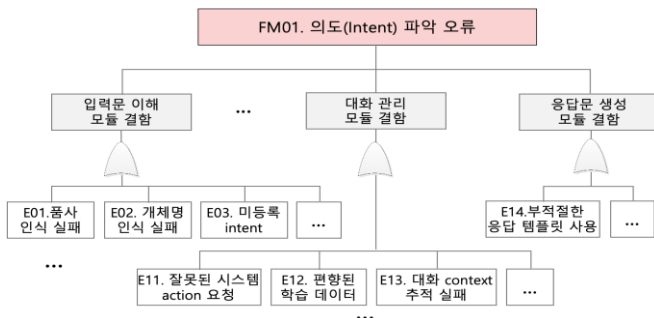 FM01. 의도(Intent) 파악 오류
입력문 이해
모듈 결함
...
대화 관리
모듈 결함
응답문 생성
모듈 결함
E01.품사
인식 실패
E02. 개체명
인식 실패
E03. 미등록
intent
...
E14.부적절한
응답 템플릿 사용
...
...
E11. 잘못된 시스템
action 요청
E12. 편향된
학습 데이터
E13. 대화 context
추적 실패
...
...